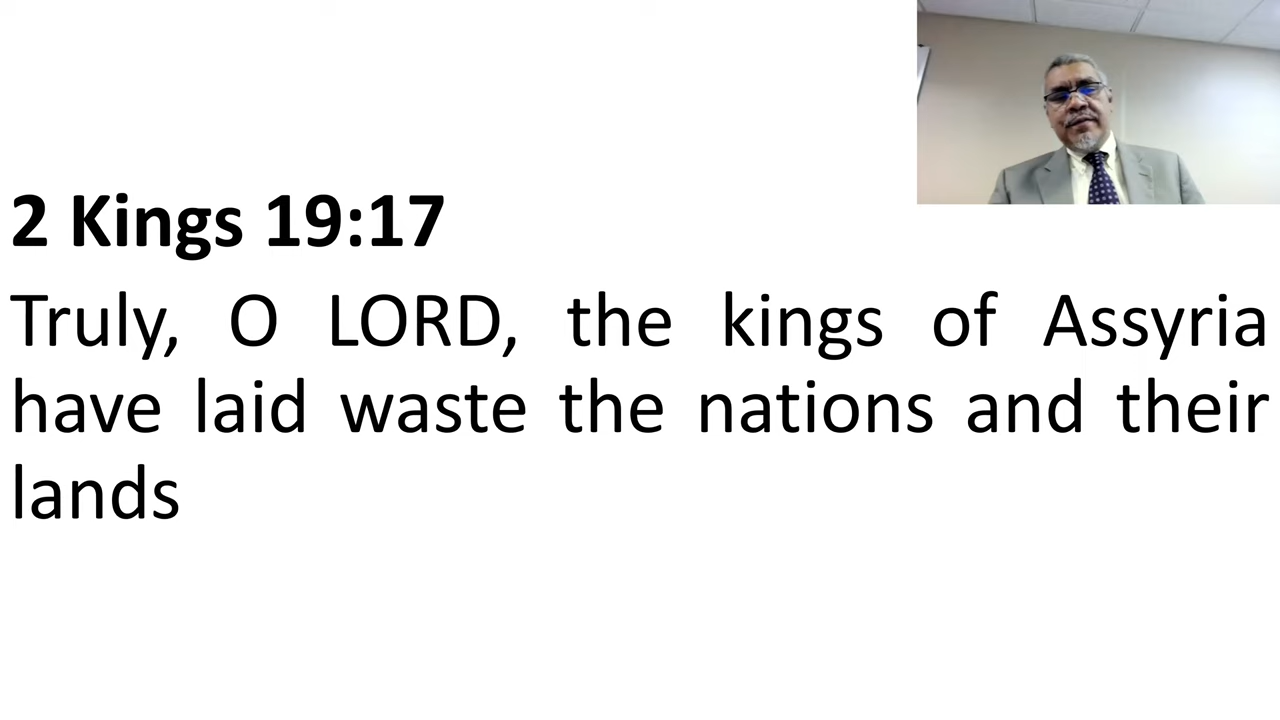 2 Kings 19:17
Truly, O LORD, the kings of Assyria
have laid waste the nations and their
lands